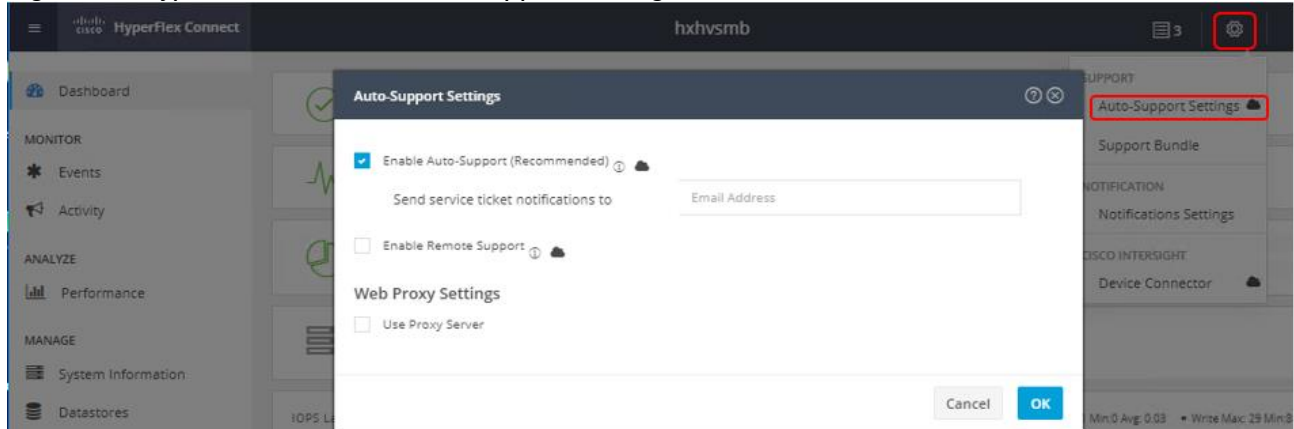 cisco HyperFlex Connect
hxhvsmb
3
Dashboard
MONITOR
Events
Activity
ANALYZE
Performance
MANAGE
System Information
Datastores
Auto-Support Settings
Enable Auto-Support (Recommended)
Send service ticket notifications to
Email Address
Enable Remote Support
Web Proxy Settings
Use Proxy Server
Cancel
OK
SUPPORT
Auto-Support Settings
Support Bundle
NOTIFICATION
Notifications Settings
CISCO INTERSIGHT
Device Connector
IOPS
Min:0 Avg: 0.03 • Write Max: 29